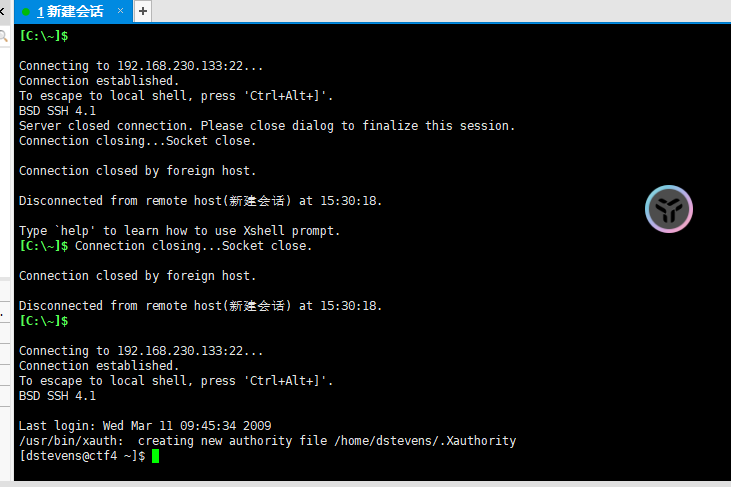 1 新建会话 × +
[C:\~]$
Connecting to 192.168.230.133:22...
Connection established.
To escape to local shell, press 'Ctrl+Alt+]'.
BSD SSH 4.1
Server closed connection. Please close dialog to finalize this session.
Connection closing...Socket close.
Connection closed by foreign host.
Disconnected from remote host(新建会话) at 15:30:18.
Type `help' to learn how to use Xshell prompt.
[C:\~]$ Connection closing...Socket close.
Connection closed by foreign host.
Disconnected from remote host(新建会话) at 15:30:18.
[C:\~]$
Connecting to 192.168.230.133:22...
Connection established.
To escape to local shell, press 'Ctrl+Alt+]'.
BSD SSH 4.1
Last login: Wed Mar 11 09:45:34 2009
/usr/bin/xauth:  creating new authority file /home/dstevens/.Xauthority
[dstevens@ctf4 ~]$